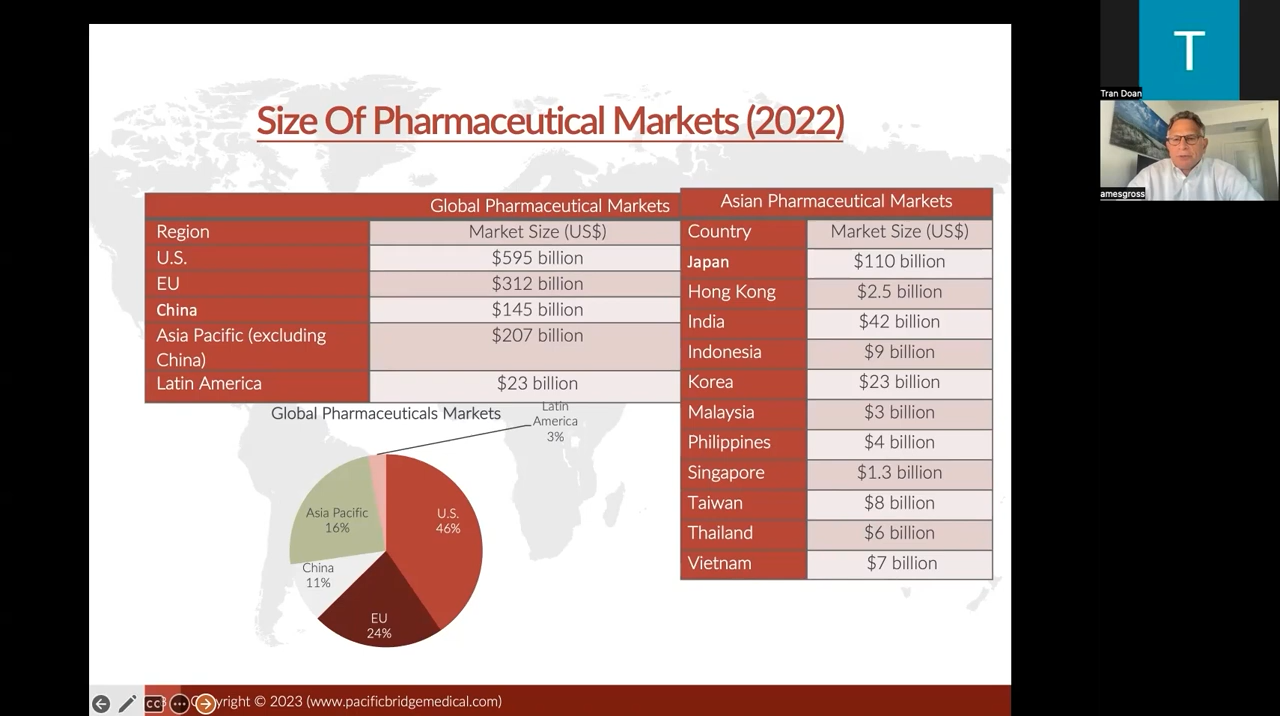 Size Of Pharmaceutical Markets (2022)
Global Pharmaceutical Markets
Region Market Size (US$)
U.S. $595 billion
EU $312 billion
China $145 billion
Asia Pacific (excluding
China) $207 billion
Latin America $23 billion
Asian Pharmaceutical Markets
Country Market Size (US$)
Japan $110 billion
Hong Kong $2.5 billion
India $42 billion
Indonesia $9 billion
Korea $23 billion
Malaysia $3 billion
Philippines $4 billion
Singapore $1.3 billion
Taiwan $8 billion
Thailand $6 billion
Vietnam $7 billion
Global Pharmaceuticals Markets
Latin
America
3%
U.S.
46%
Asia Pacific
16%
China
11%
EU
24%
CC
yright © 2023 (www.pacificbridgemedical.com)
T
Tran Doan
amesgross